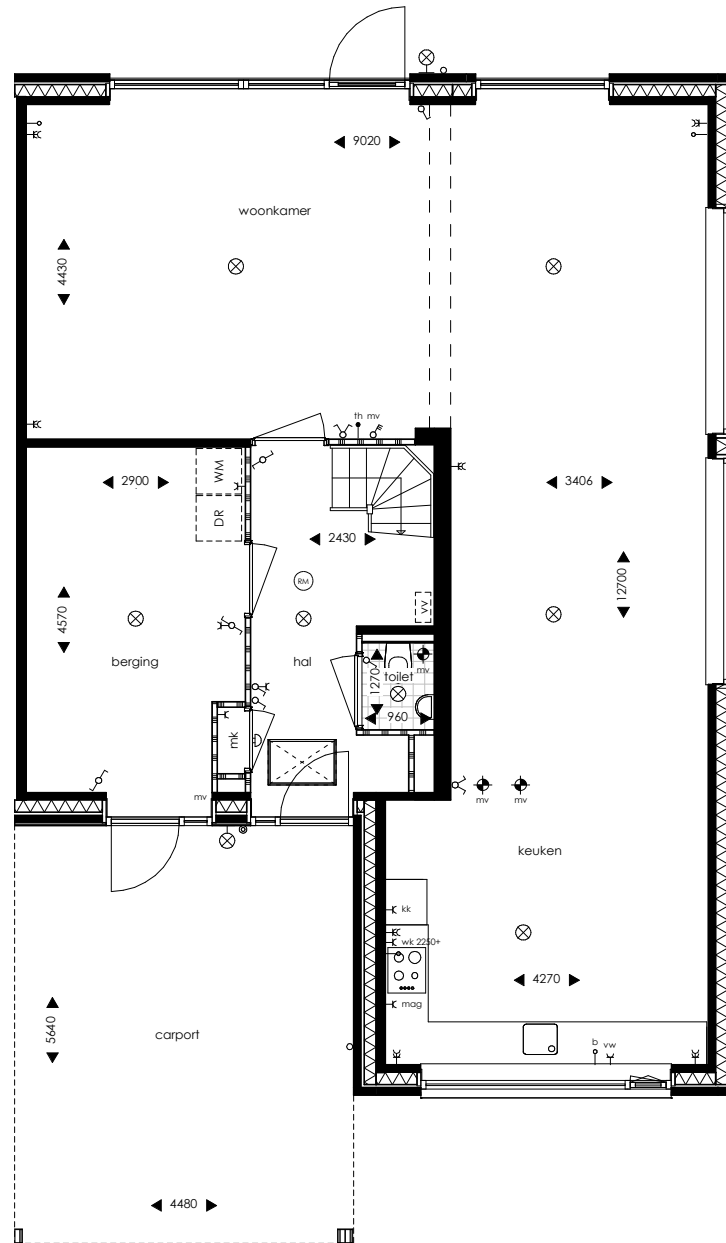 9020
woonkamer
4430
th mv
WM
2900
3406
DR
2430
12700
RM
4570
VV
berging
hal
toilet
mv
1270
960
mk
mv
mv
mv
keuken
kk
wk 2250+
4270
mag
carport
5640
b
vw
4480